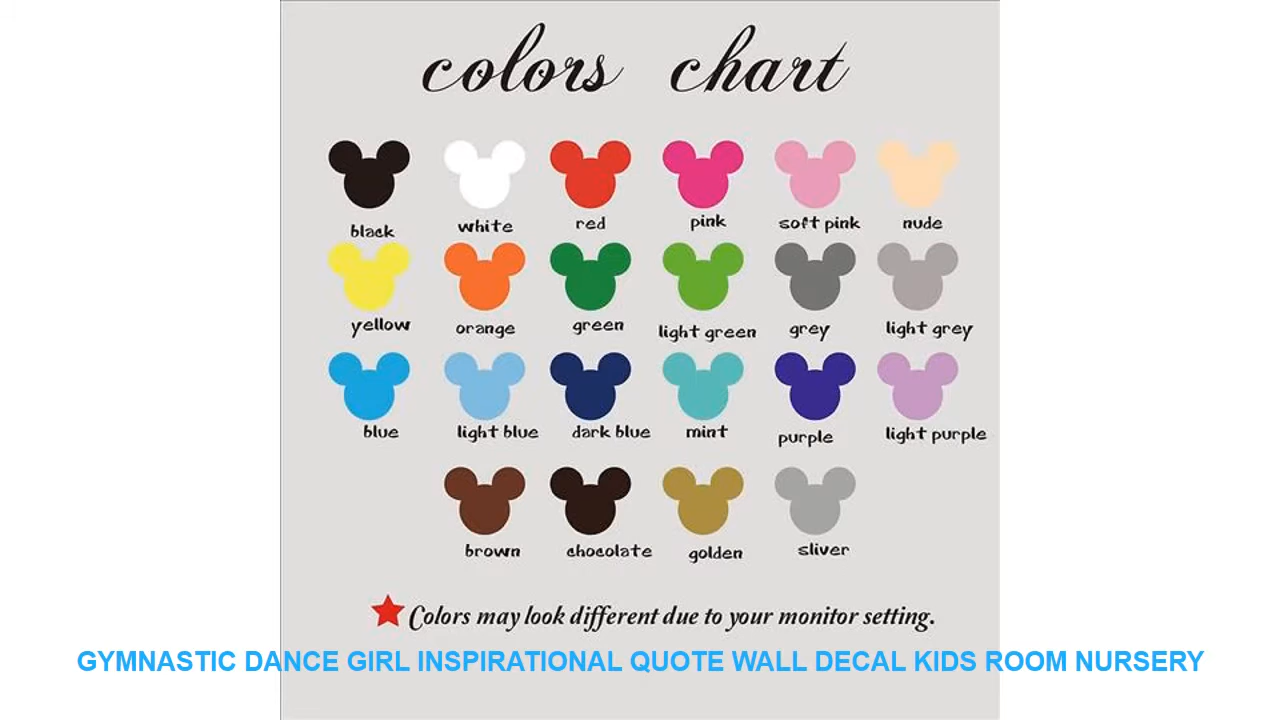 colors chart
black white red pink soft pink nude
yellow orange green light green grey light grey
blue light blue dark blue mint purple light purple
brown chocolate golden sliver
Colors may look different due to your monitor setting.
GYMNASTIC DANCE GIRL INSPIRATIONAL QUOTE WALL DECAL KIDS ROOM NURSERY